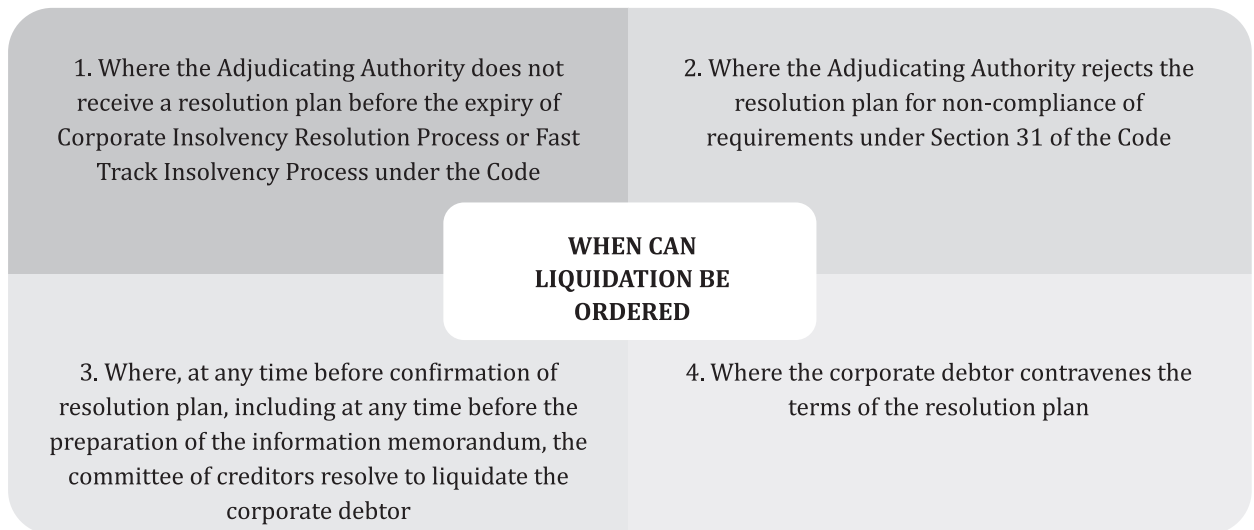 1. Where the Adjudicating Authority does not
receive a resolution plan before the expiry of
Corporate Insolvency Resolution Process or Fast
Track Insolvency Process under the Code
2. Where the Adjudicating Authority rejects the
resolution plan for non-compliance of
requirements under Section 31 of the Code
WHEN CAN
LIQUIDATION BE
ORDERED
3. Where, at any time before confirmation of
resolution plan, including at any time before the
preparation of the information memorandum, the
committee of creditors resolve to liquidate the
corporate debtor
4. Where the corporate debtor contravenes the
terms of the resolution plan